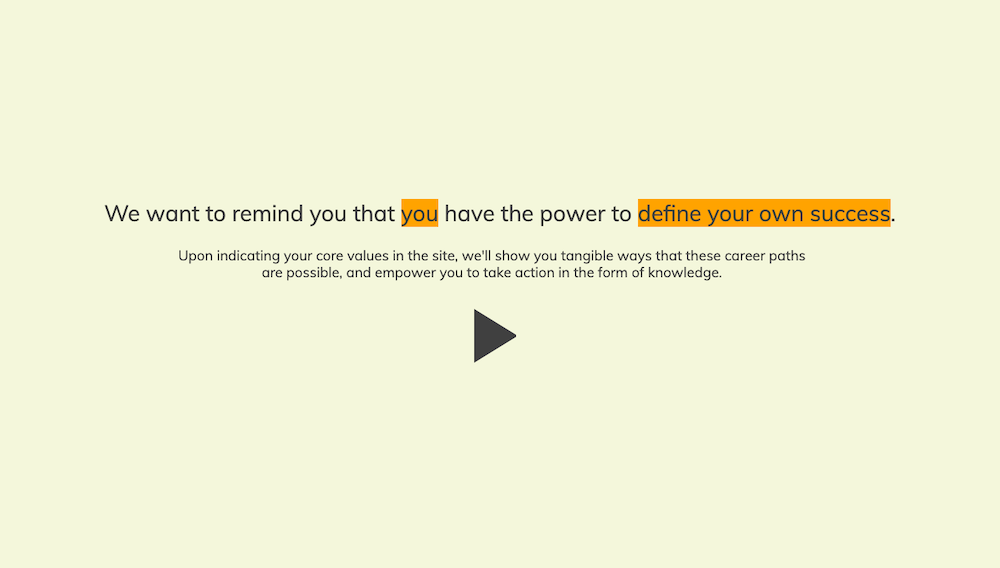 We want to remind you that you have the power to define your own success.
Upon indicating your core values in the site, we'll show you tangible ways that these career paths
are possible, and empower you to take action in the form of knowledge.